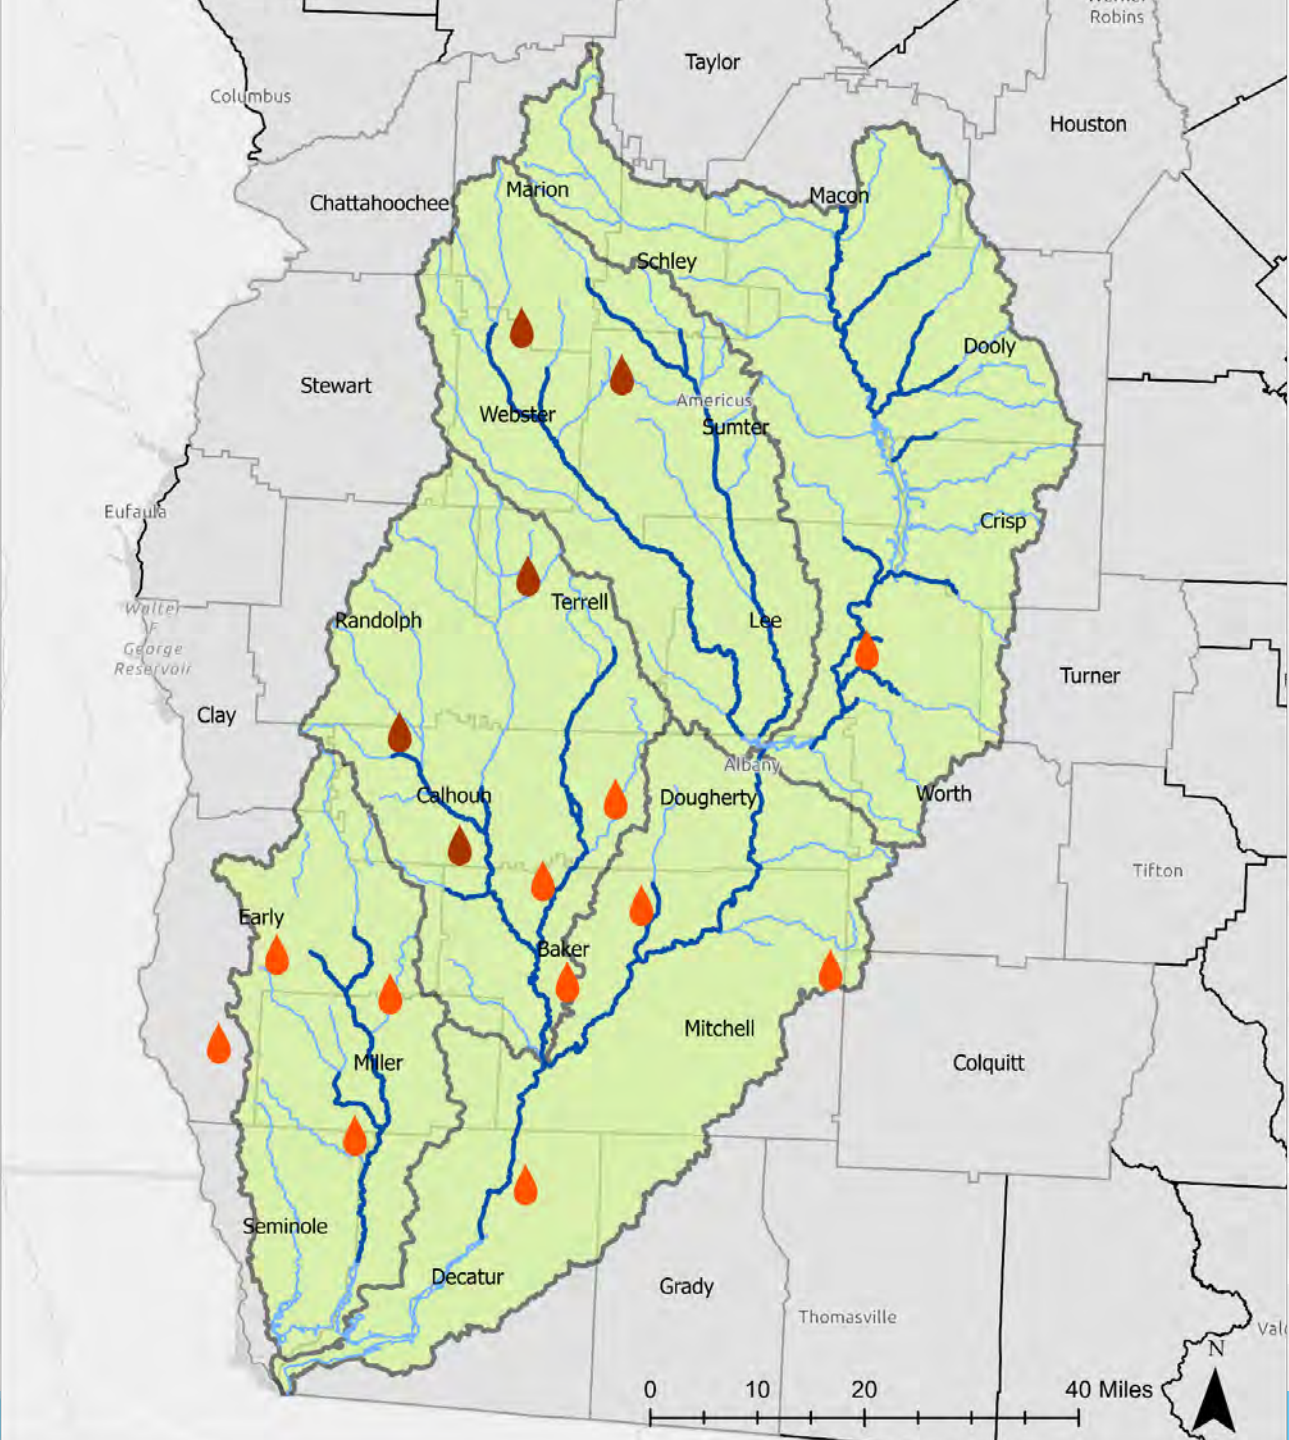 Robins
Taylor
Columbus
Houston
Marion
Macon
Chattahoochee
Schley
Dooly
Stewart
Americus
Webster
Sumter
Eufaula
Crisp
Terrell
Walter
F
George
Reservoir
Randolph
Lee
Turner
Clay
Albany
Calhoun
Dougherty
Worth
Tifton
Early
Baker
Mitchell
Miller
Colquitt
Seminole
Decatur
Grady
Thomasville
N
0 10 20 40 Miles